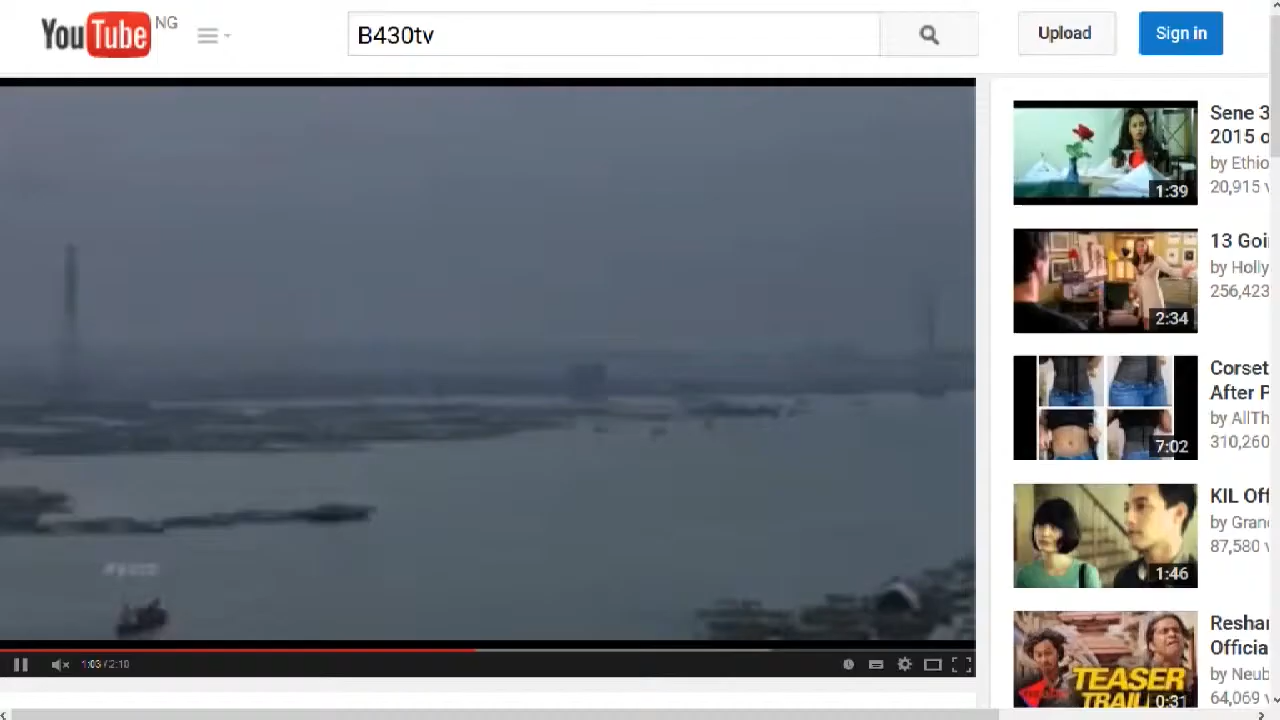 YouTube NG
B430tv
Upload
Sign in
Sene 3
2015 o
by Ethio
20,915 v
1:39
13 Goi
by Holly
256,423
2:34
Corset
After P
by AllTh
310,260
7:02
KIL Off
by Gran
87,580 v
1:46
Reshar
Officia
by Neub
64,069 v
TEASER
TRAIL
0:31
1:03 / 2:10